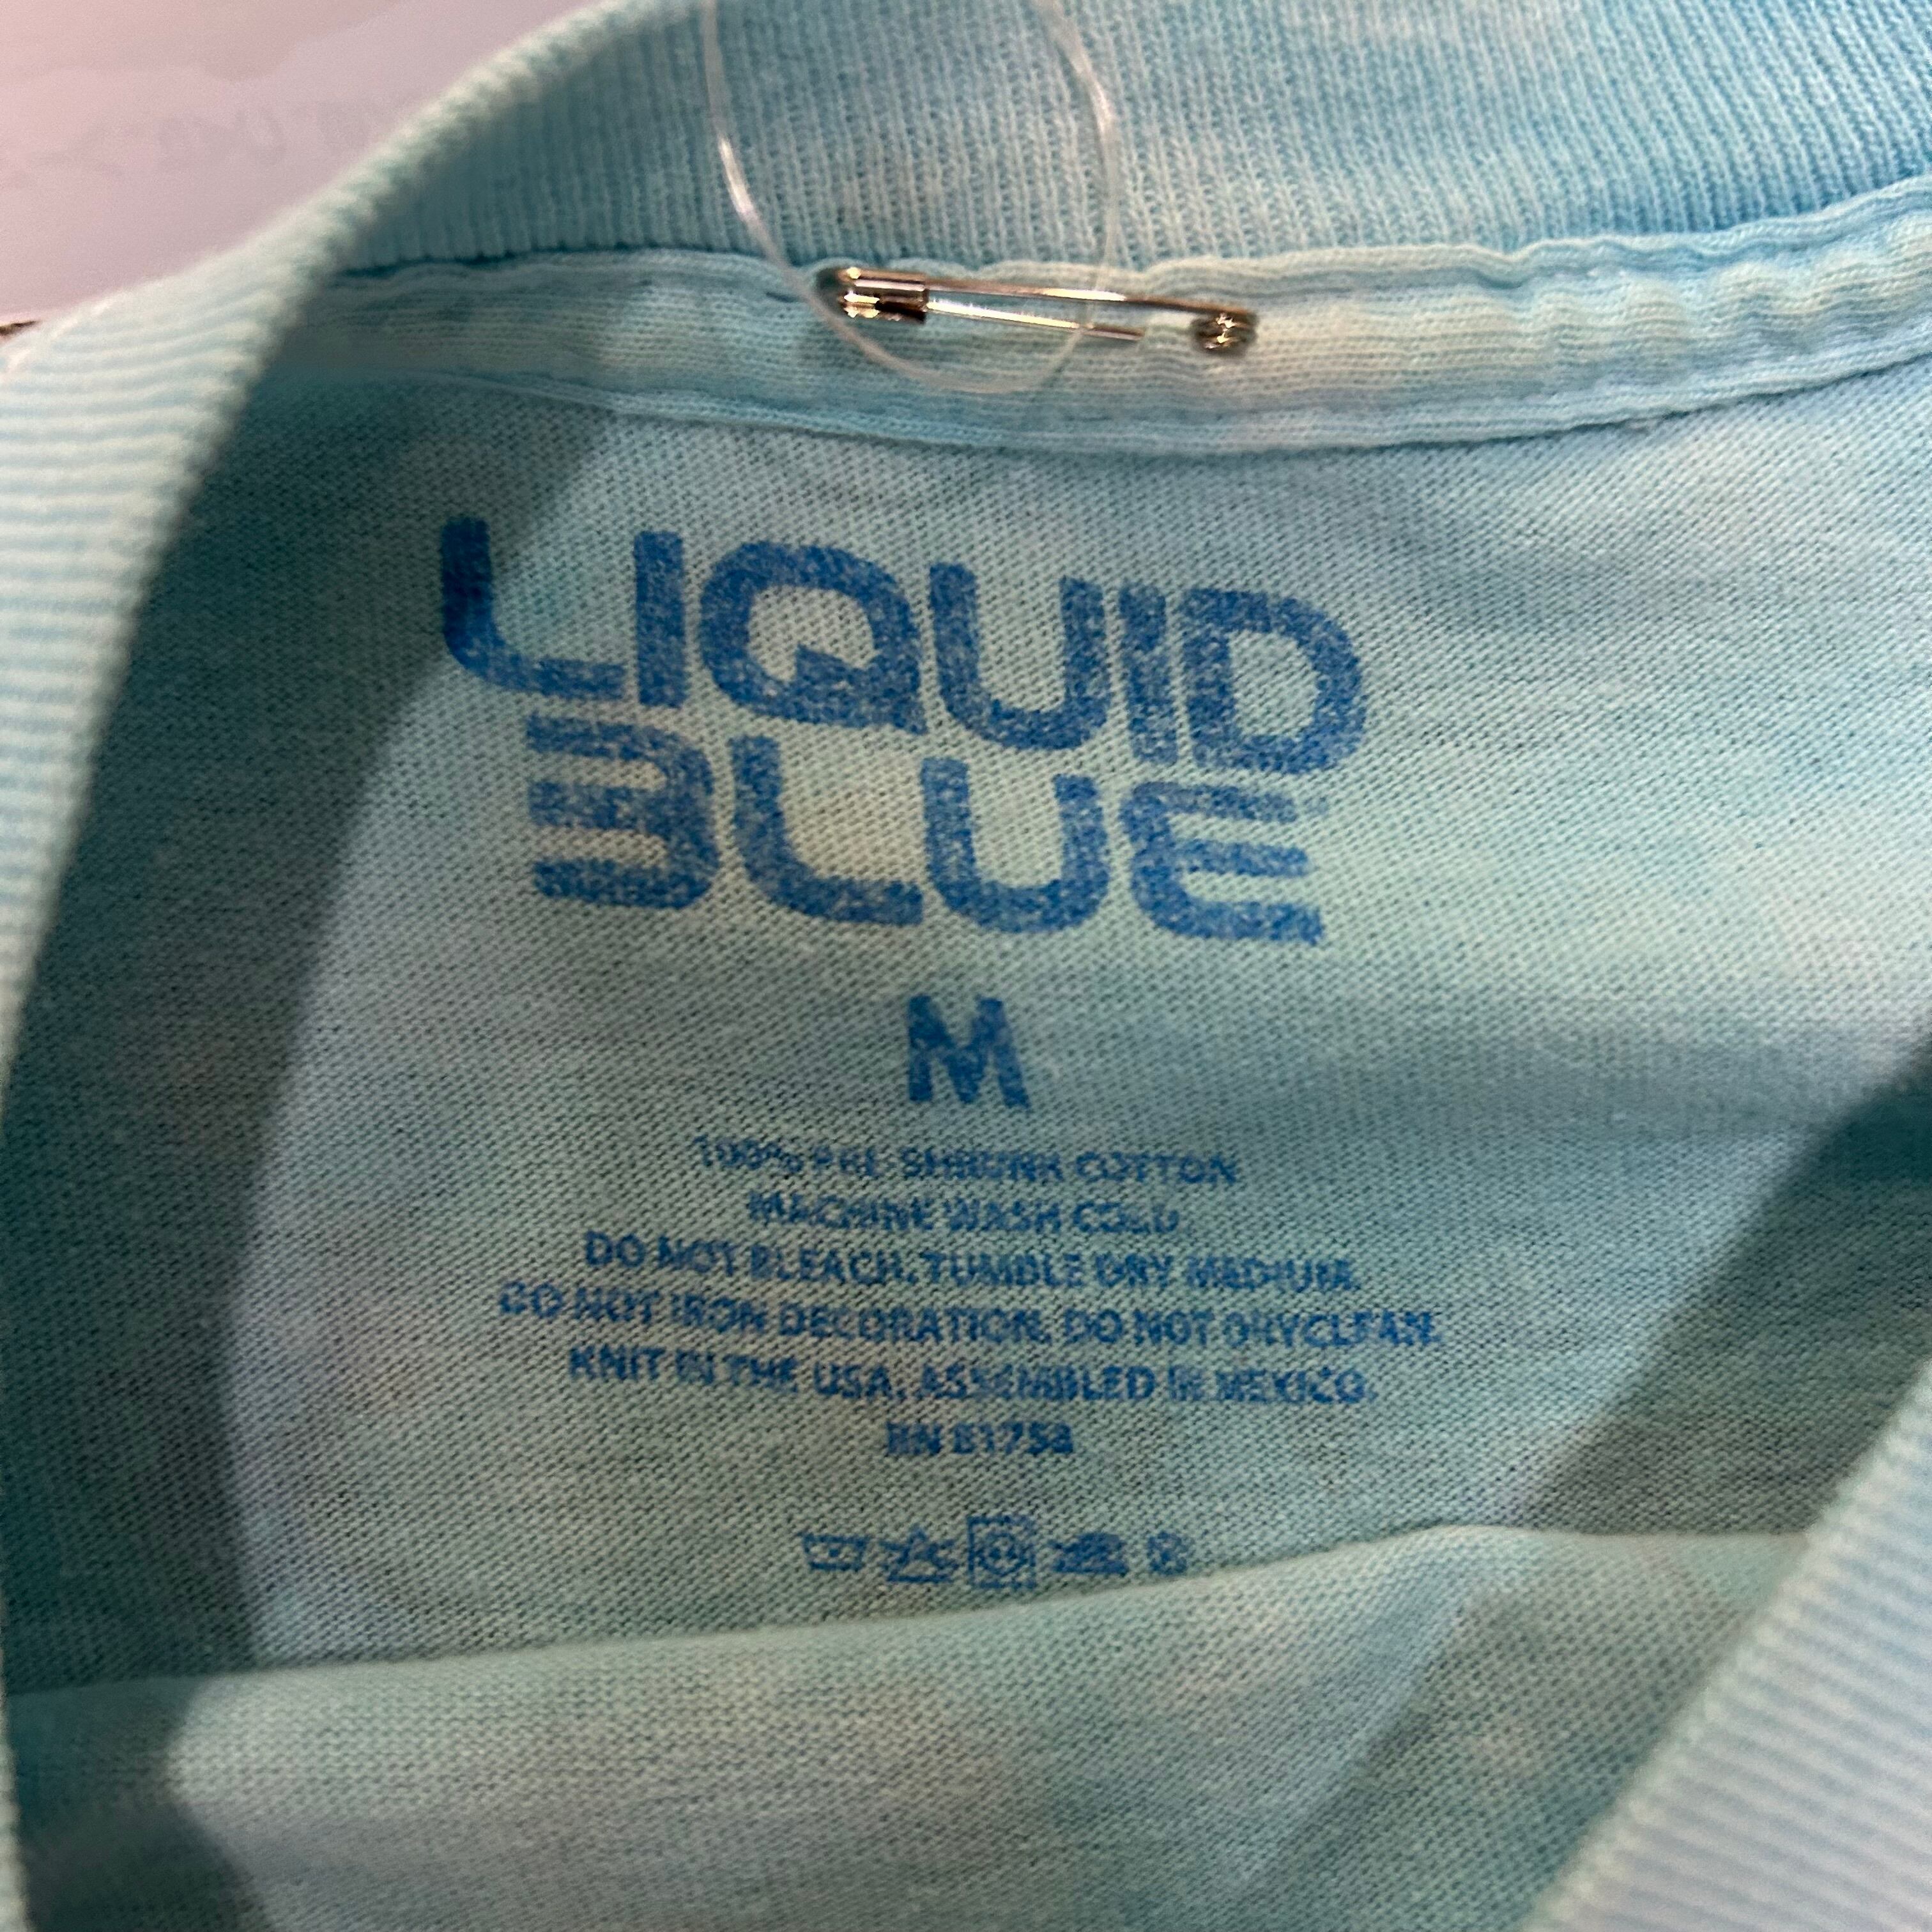 LIQUID
BLUE
M
100% PRE-SHRUNK COTTON
MACHINE WASH COLD
DO NOT BLEACH. TUMBLE DRY MEDIUM.
DO NOT IRON DECORATION. DO NOT DRYCLEAN.
KNIT IN THE USA. ASSEMBLED IN MEXICO.
RN 81758